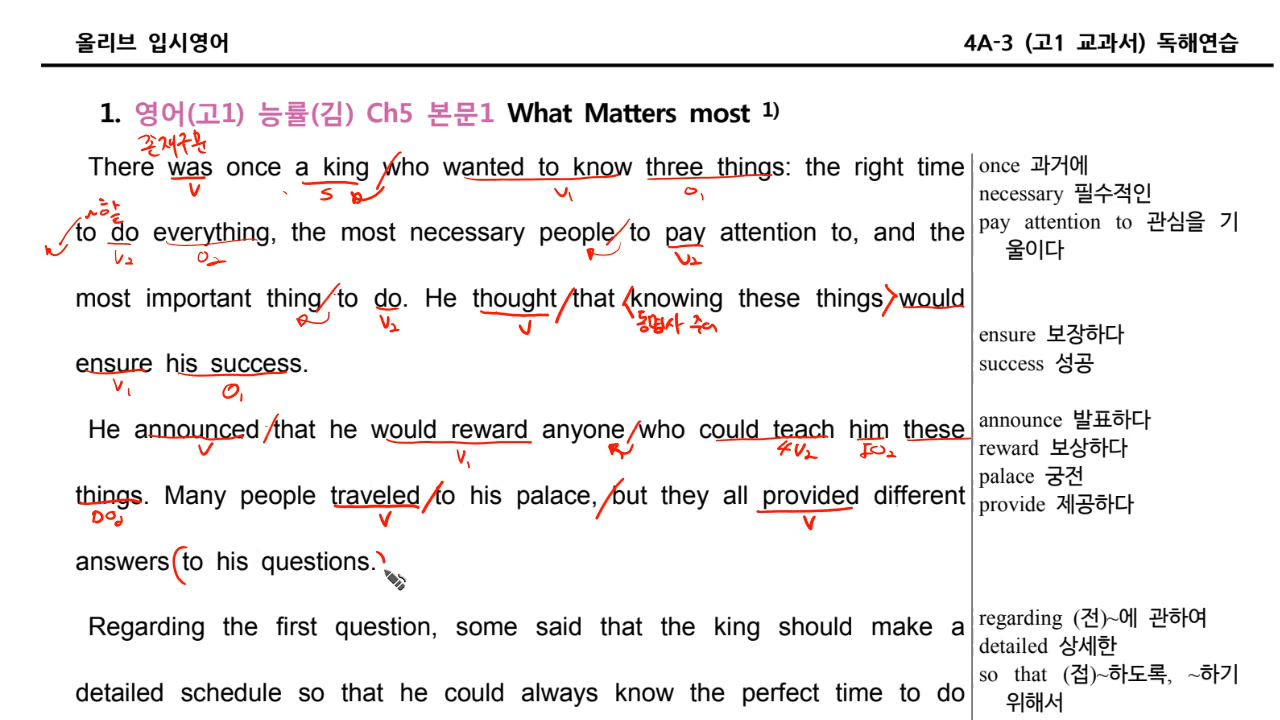 올리브 입시영어
4A-3 (고1 교과서) 독해연습
1. 영어(고1) 능률(김) Ch5 본문1 What Matters most 1)
존재구문
There was once a king who wanted to know three things: the right time
V S V1 O1
~할
to do everything, the most necessary people to pay attention to, and the
V2 O2 V2
most important thing to do. He thought that knowing these things would
V2 V 동명사 주어
ensure his success.
V1 O1
He announced that he would reward anyone who could teach him these
V V1 4V2 IO2
things. Many people traveled to his palace, but they all provided different
DO2 V V
answers (to his questions.)
Regarding the first question, some said that the king should make a
detailed schedule so that he could always know the perfect time to do
once 과거에
necessary 필수적인
pay attention to 관심을 기
울이다
ensure 보장하다
success 성공
announce 발표하다
reward 보상하다
palace 궁전
provide 제공하다
regarding (전)~에 관하여
detailed 상세한
so that (접)~하도록, ~하기
위해서